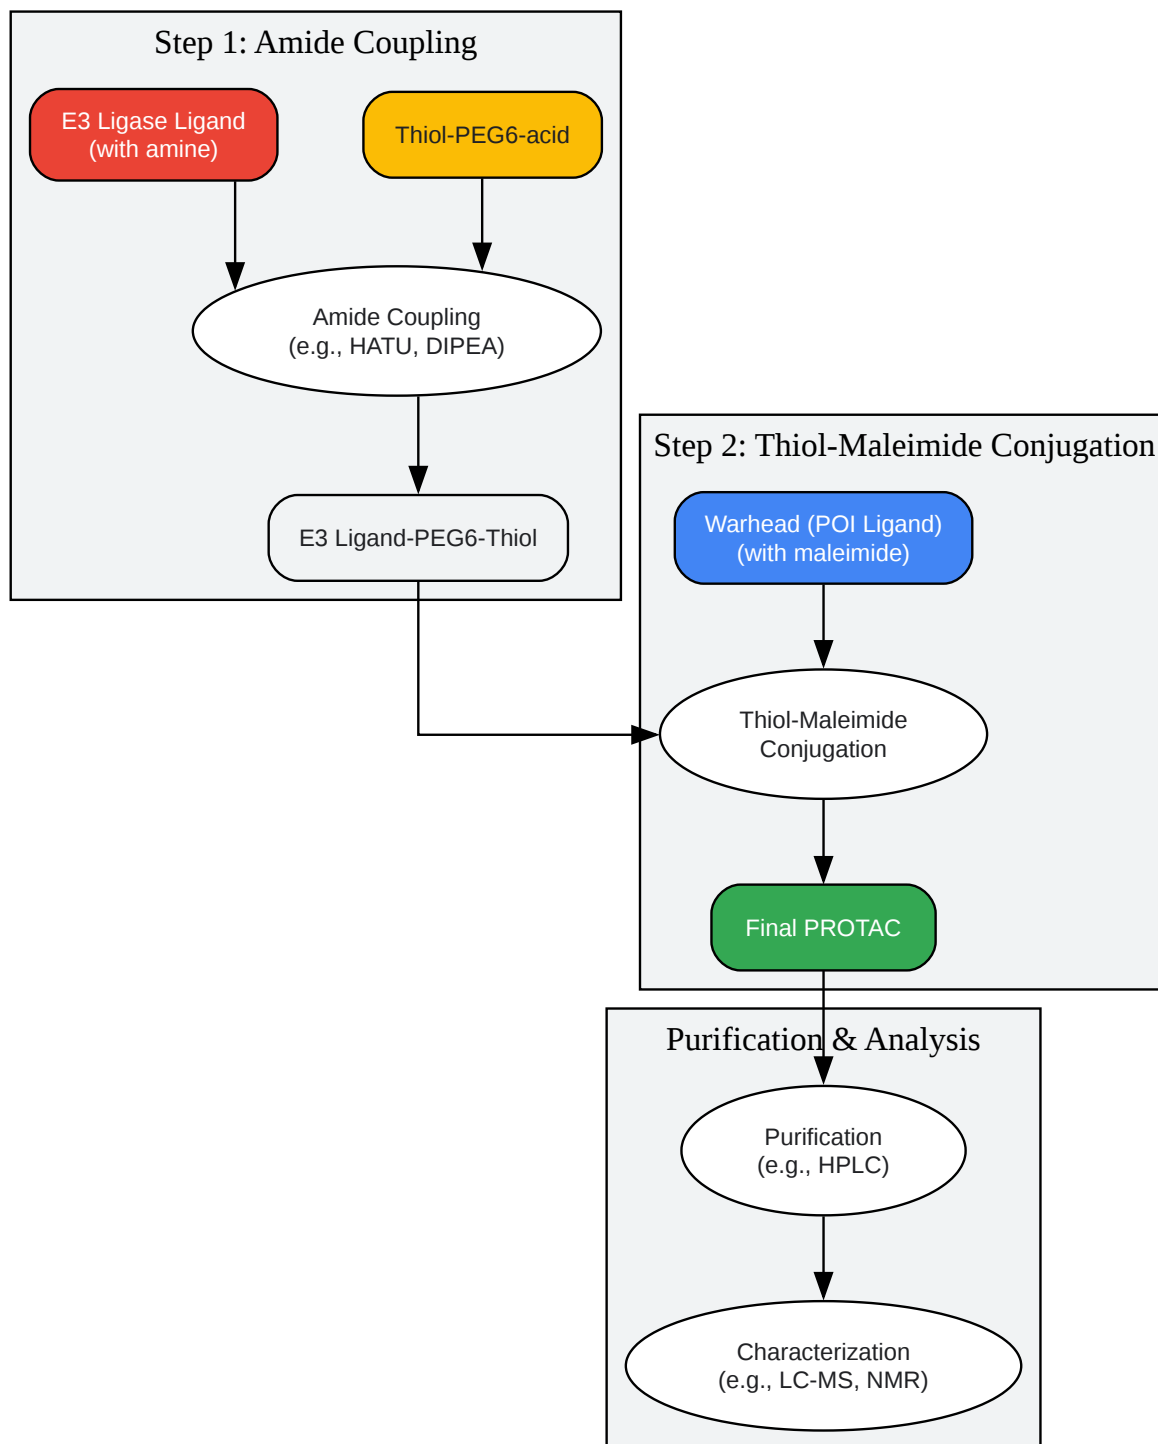 Step 1: Amide Coupling
E3 Ligase Ligand
(with amine)
Thiol-PEG6-acid
Amide Coupling
(e.g., HATU, DIPEA)
E3 Ligand-PEG6-Thiol
Step 2: Thiol-Maleimide Conjugation
Warhead (POI Ligand)
(with maleimide)
Thiol-Maleimide
Conjugation
Final PROTAC
Purification & Analysis
Purification
(e.g., HPLC)
Characterization
(e.g., LC-MS, NMR)